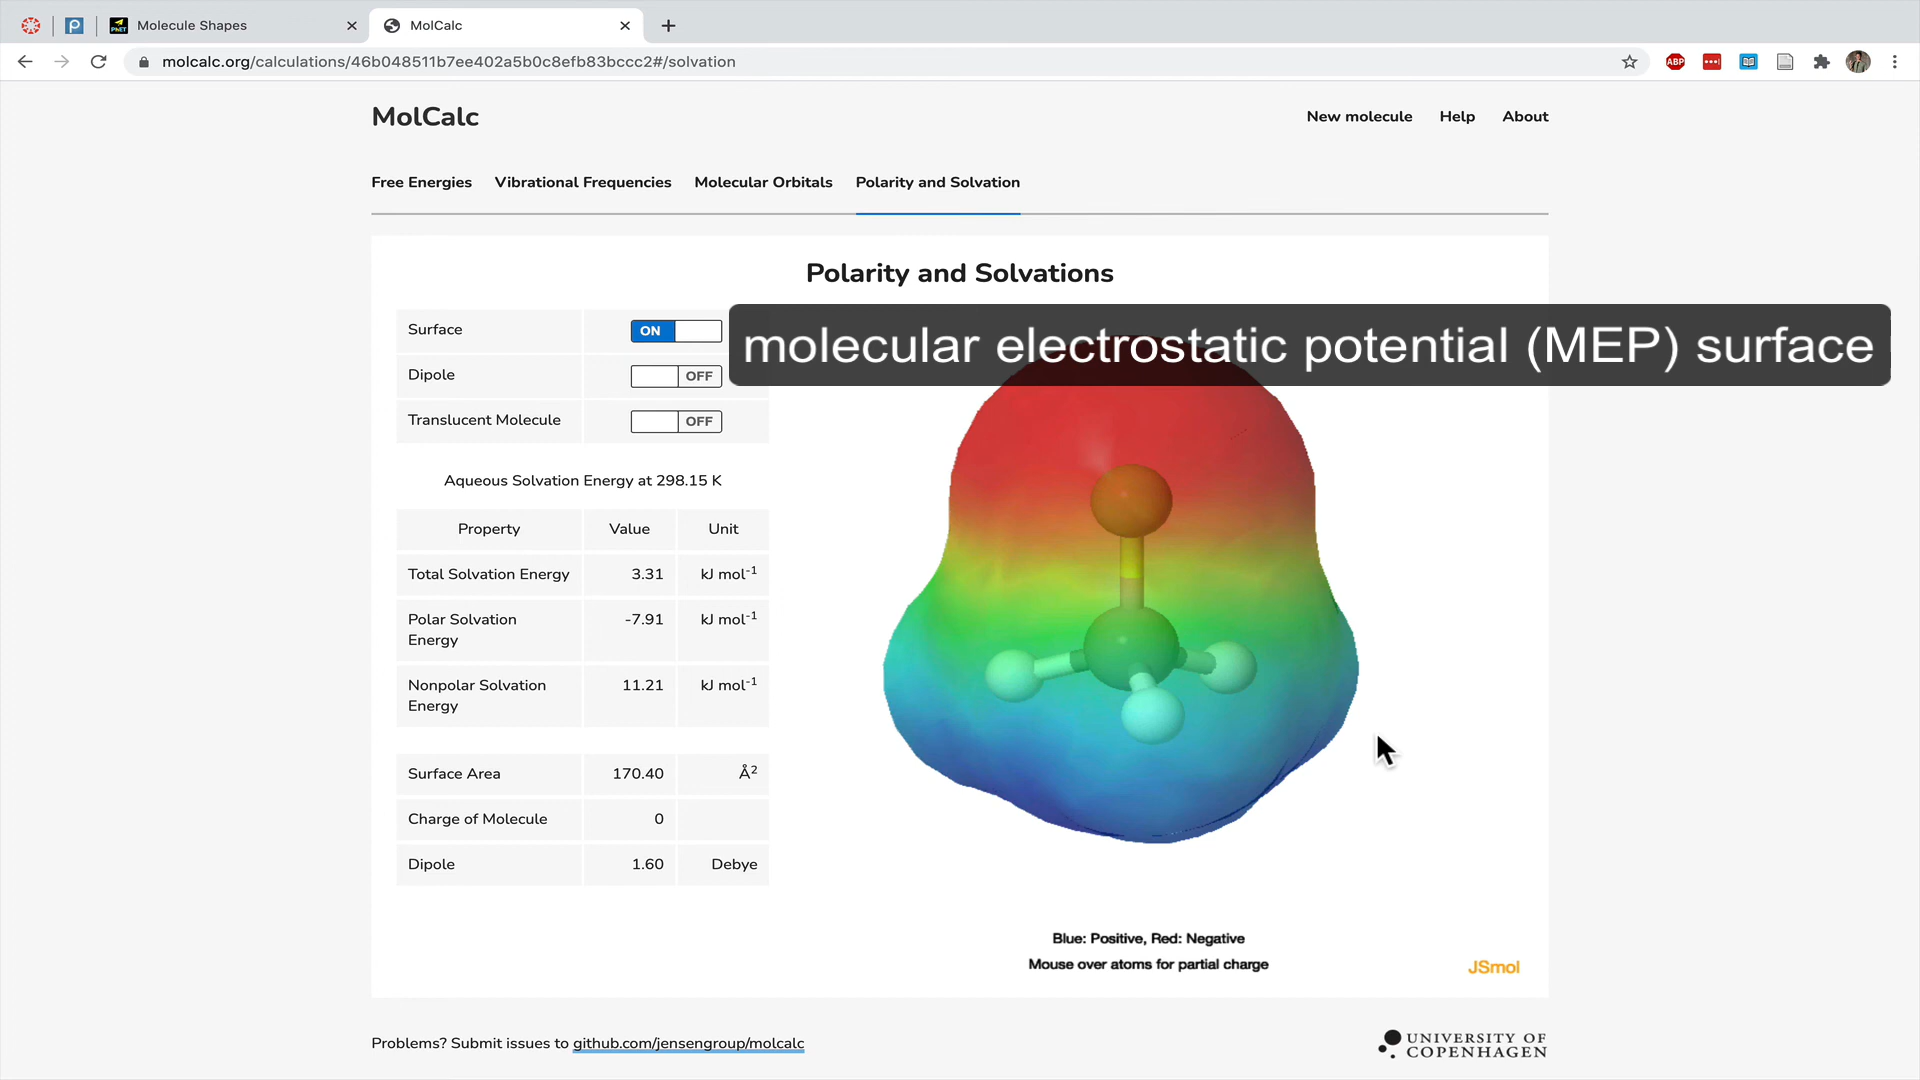 Molecule Shapes
MolCalc
molcalc.org/calculations/46b048511b7ee402a5b0c8efb83bccc2#/solvation
ABP
MolCalc
New molecule Help About
Free Energies Vibrational Frequencies Molecular Orbitals Polarity and Solvation
Polarity and Solvations
Surface ON
molecular electrostatic potential (MEP) surface
Dipole OFF
Translucent Molecule OFF
Aqueous Solvation Energy at 298.15 K
Property Value Unit
Total Solvation Energy 3.31 kJ mol⁻¹
Polar Solvation Energy -7.91 kJ mol⁻¹
Nonpolar Solvation Energy 11.21 kJ mol⁻¹
Surface Area 170.40 Å²
Charge of Molecule 0
Dipole 1.60 Debye
Blue: Positive, Red: Negative
Mouse over atoms for partial charge
JSmol
Problems? Submit issues to github.com/jensengroup/molcalc
UNIVERSITY OF
COPENHAGEN